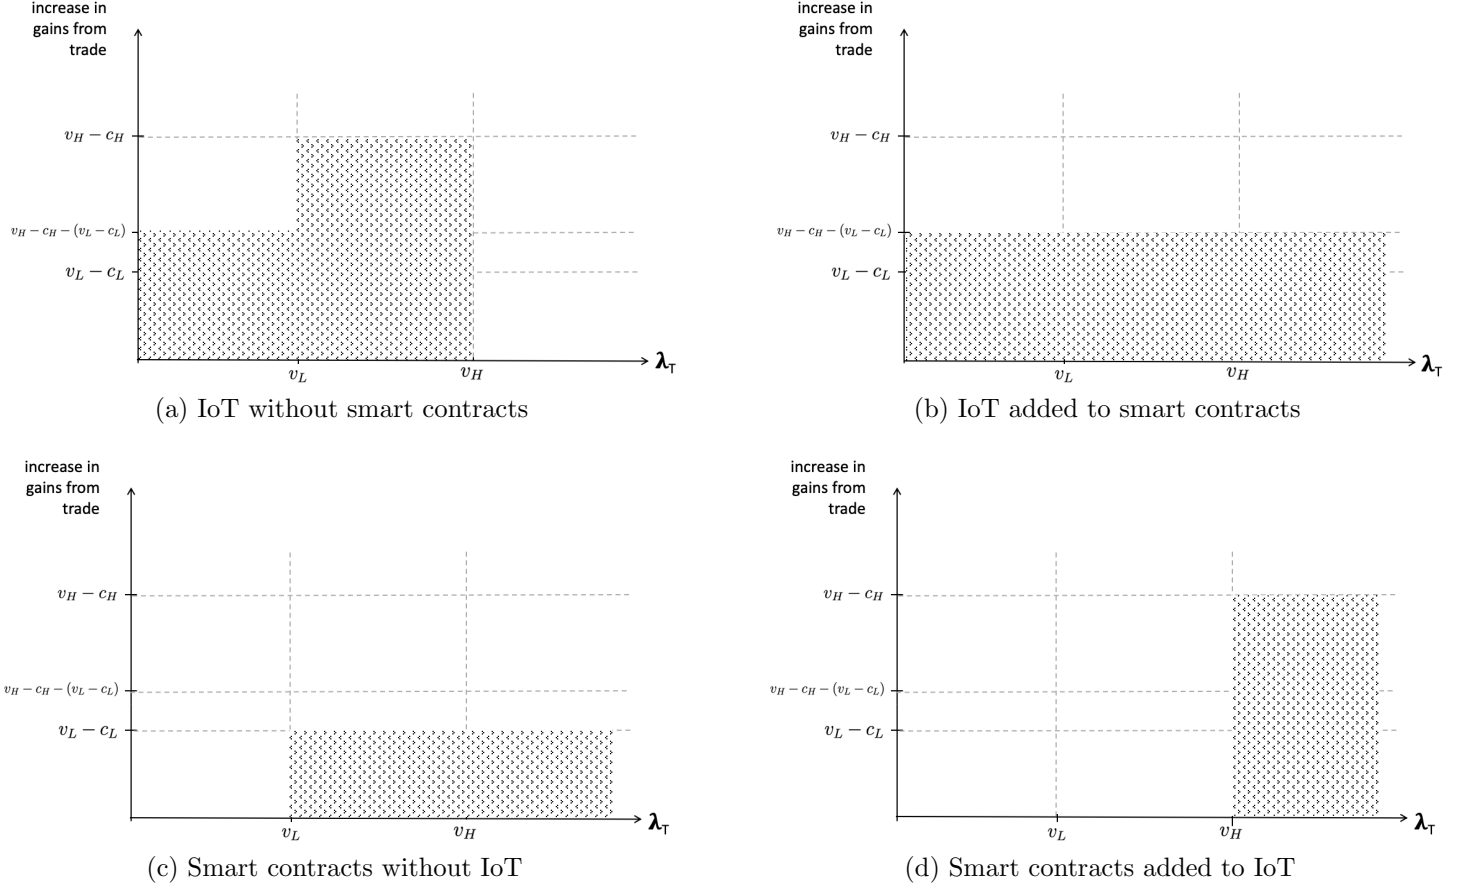 increase in
gains from
trade
v_H − c_H
v_H − c_H − (v_L − c_L)
v_L − c_L
v_L
v_H
λ_T
(a) IoT without smart contracts
increase in
gains from
trade
v_H − c_H
v_H − c_H − (v_L − c_L)
v_L − c_L
v_L
v_H
λ_T
(b) IoT added to smart contracts
increase in
gains from
trade
v_H − c_H
v_H − c_H − (v_L − c_L)
v_L − c_L
v_L
v_H
λ_T
(c) Smart contracts without IoT
increase in
gains from
trade
v_H − c_H
v_H − c_H − (v_L − c_L)
v_L − c_L
v_L
v_H
λ_T
(d) Smart contracts added to IoT